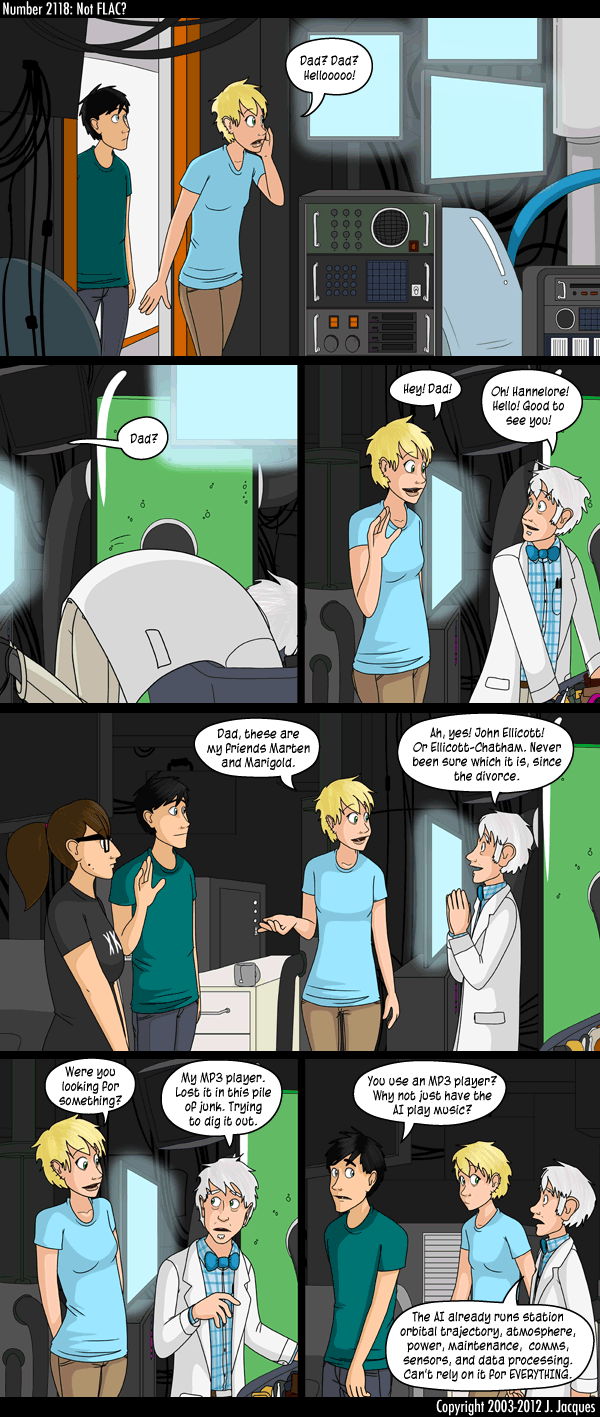 Number 2118: Not FLAC?
Dad? Dad?
Hellooooo!
Dad?
Hey! Dad!
Oh! Hannelore!
Hello! Good to
see you!
Dad, these are
my friends Marten
and Marigold.
Ah, yes! John Ellicott!
Or Ellicott-Chatham. Never
been sure which it is, since
the divorce.
Were you
looking for
something?
My MP3 player.
Lost it in this pile
of junk. Trying
to dig it out.
You use an MP3 player?
Why not just have the
AI play music?
The AI already runs station
orbital trajectory, atmosphere,
power, maintenance, comms,
sensors, and data processing.
Can't rely on it for EVERYTHING.
Copyright 2003-2012 J. Jacques